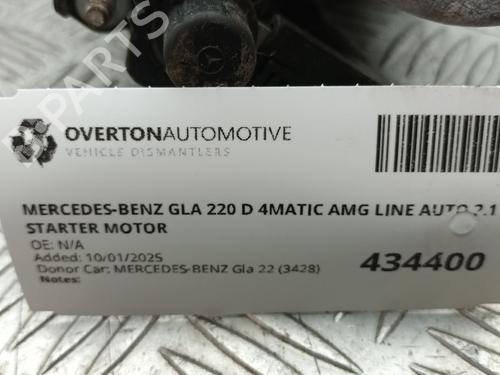 B-PARTS
OVERTONAUTOMOTIVE
VEHICLE DISMANTLERS
MERCEDES-BENZ GLA 220 D 4MATIC AMG LINE AUTO 2.1
STARTER MOTOR
OE: N/A
Added: 10/01/2025
Donor Car: MERCEDES-BENZ Gla 22 (3428)
Notes:
434400